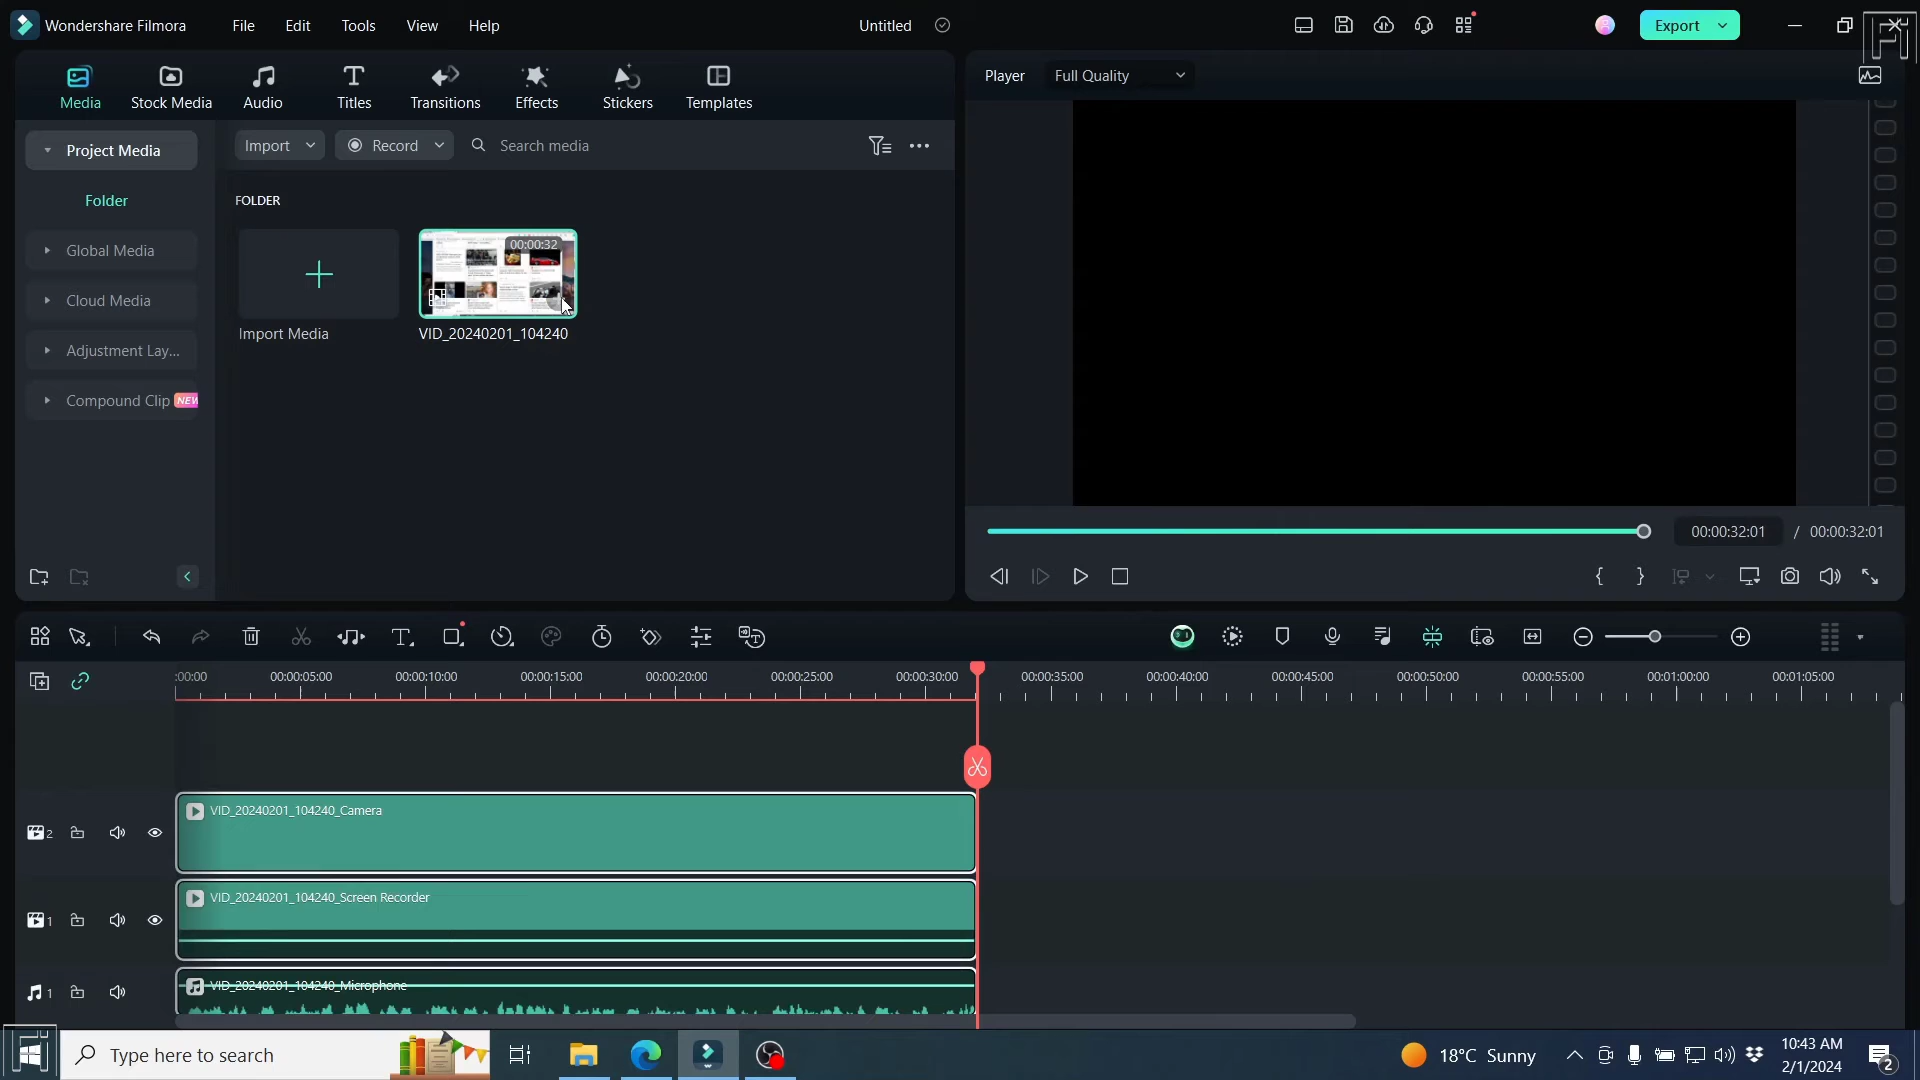 Wondershare Filmora File Edit Tools View Help Untitled Export
Media Stock Media Audio Titles Transitions Effects Stickers Templates
Player Full Quality
Project Media
Import Record Search media
Folder
FOLDER
Global Media
00:00:32
Cloud Media
Import Media VID_20240201_104240
Adjustment Lay...
Compound Clip NEW
00:00:32:01 / 00:00:32:01
:00:00 00:00:05:00 00:00:10:00 00:00:15:00 00:00:20:00 00:00:25:00 00:00:30:00 00:00:35:00 00:00:40:00 00:00:45:00 00:00:50:00 00:00:55:00 00:01:00:00 00:01:05:00
VID_20240201_104240_Camera
2
VID_20240201_104240_Screen Recorder
1
VID_20240201_104240_Microphone
1
Type here to search
18°C Sunny
10:43 AM
2/1/2024
2